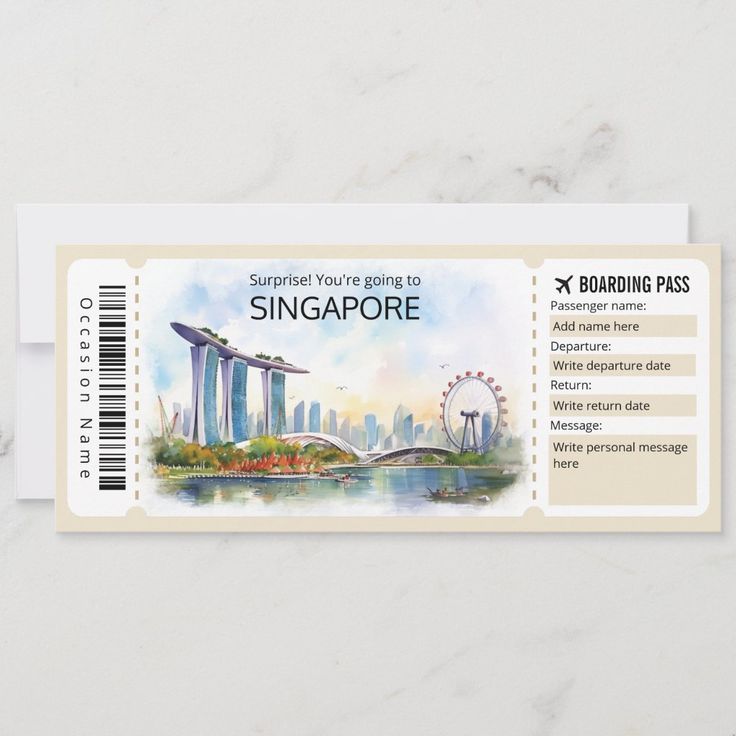 Occasion Name
Surprise! You're going to
SINGAPORE
BOARDING PASS
Passenger name:
Add name here
Departure:
Write departure date
Return:
Write return date
Message:
Write personal message
here